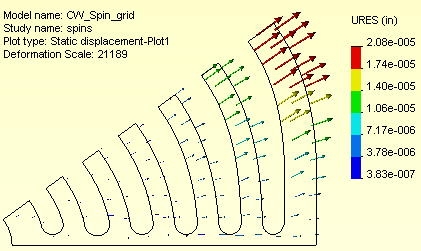 Model name: CW_Spin_grid
Study name: spins
Plot type: Static displacement-Plot1
Deformation Scale: 21189
URES (in)
2.08e-005
1.74e-005
1.40e-005
1.06e-005
7.17e-006
3.78e-006
3.83e-007